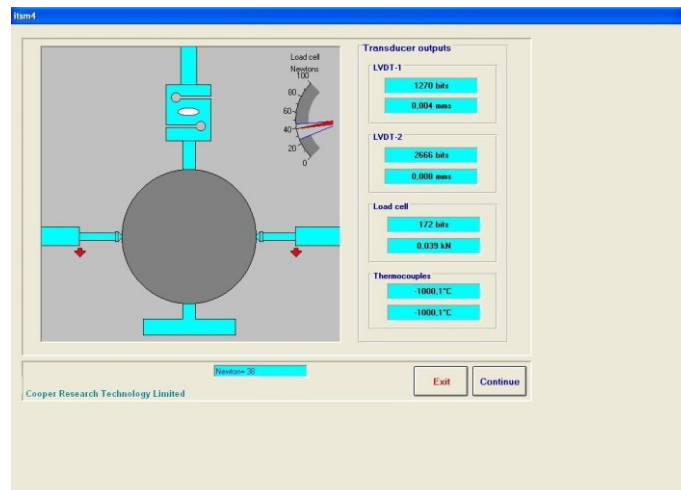 itsm4
Load cell
Newtons
100
80
60
40
20
0
Transducer outputs
LVDT-1
1270 bits
0,004 mms
LVDT-2
2666 bits
0,000 mms
Load cell
172 bits
0,039 kN
Thermocouples
-1000,1°C
-1000,1°C
Newton= 38
Cooper Research Technology Limited
Exit
Continue